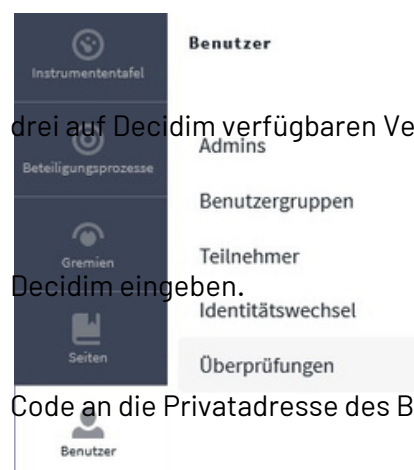 Benutzer
Instrumententafel
drei auf Decidim verfügbaren Ve
Admins
Beteiligungsprozesse
Benutzergruppen
Teilnehmer
Gremien
Decidim eingeben.
Identitätswechsel
Seiten
Überprüfungen
Code an die Privatadresse des B
Benutzer